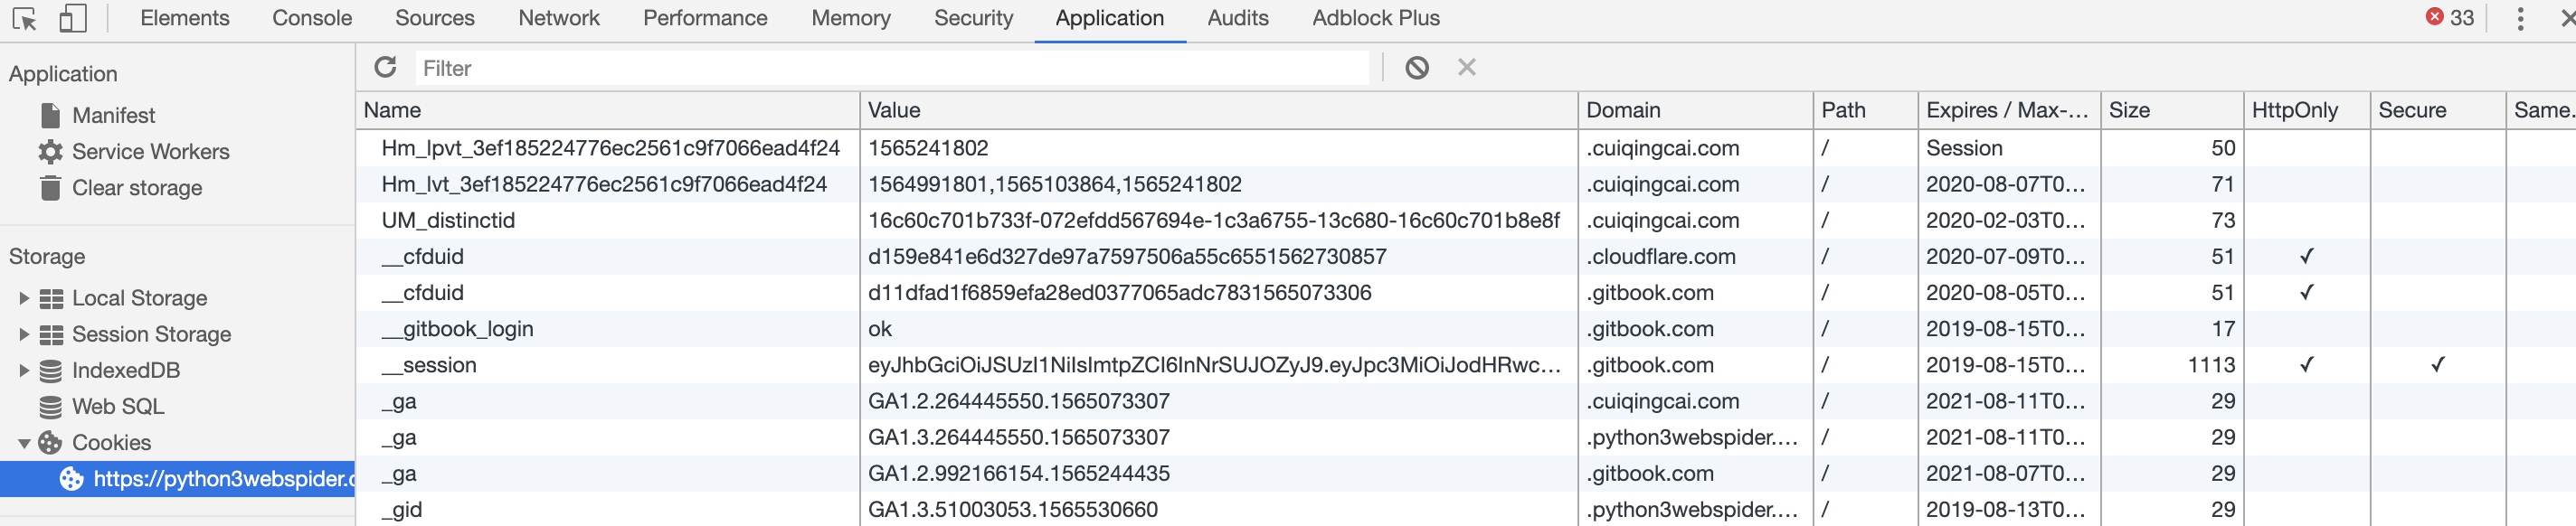 Elements Console Sources Network Performance Memory Security Application Audits Adblock Plus 33
Application
Manifest
Service Workers
Clear storage
Storage
Local Storage
Session Storage
IndexedDB
Web SQL
Cookies
https://python3webspider.c
Filter
Name Value Domain Path Expires / Max-... Size HttpOnly Secure Same.
Hm_lpvt_3ef185224776ec2561c9f7066ead4f24 1565241802 .cuiqingcai.com / Session 50
Hm_lvt_3ef185224776ec2561c9f7066ead4f24 1564991801,1565103864,1565241802 .cuiqingcai.com / 2020-08-07T0... 71
UM_distinctid 16c60c701b733f-072efdd567694e-1c3a6755-13c680-16c60c701b8e8f .cuiqingcai.com / 2020-02-03T0... 73
__cfduid d159e841e6d327de97a7597506a55c6551562730857 .cloudflare.com / 2020-07-09T0... 51 ✓
__cfduid d11dfad1f6859efa28ed0377065adc7831565073306 .gitbook.com / 2020-08-05T0... 51 ✓
__gitbook_login ok .gitbook.com / 2019-08-15T0... 17
__session eyJhbGciOiJSUzI1NiIsImtpZCI6InNrSUJOZyJ9.eyJpc3MiOiJodHRwc... .gitbook.com / 2019-08-15T0... 1113 ✓ ✓
_ga GA1.2.264445550.1565073307 .cuiqingcai.com / 2021-08-11T0... 29
_ga GA1.3.264445550.1565073307 .python3webspider.... / 2021-08-11T0... 29
_ga GA1.2.992166154.1565244435 .gitbook.com / 2021-08-07T0... 29
_gid GA1.3.51003053.1565530660 .python3webspider.... / 2019-08-13T0... 29